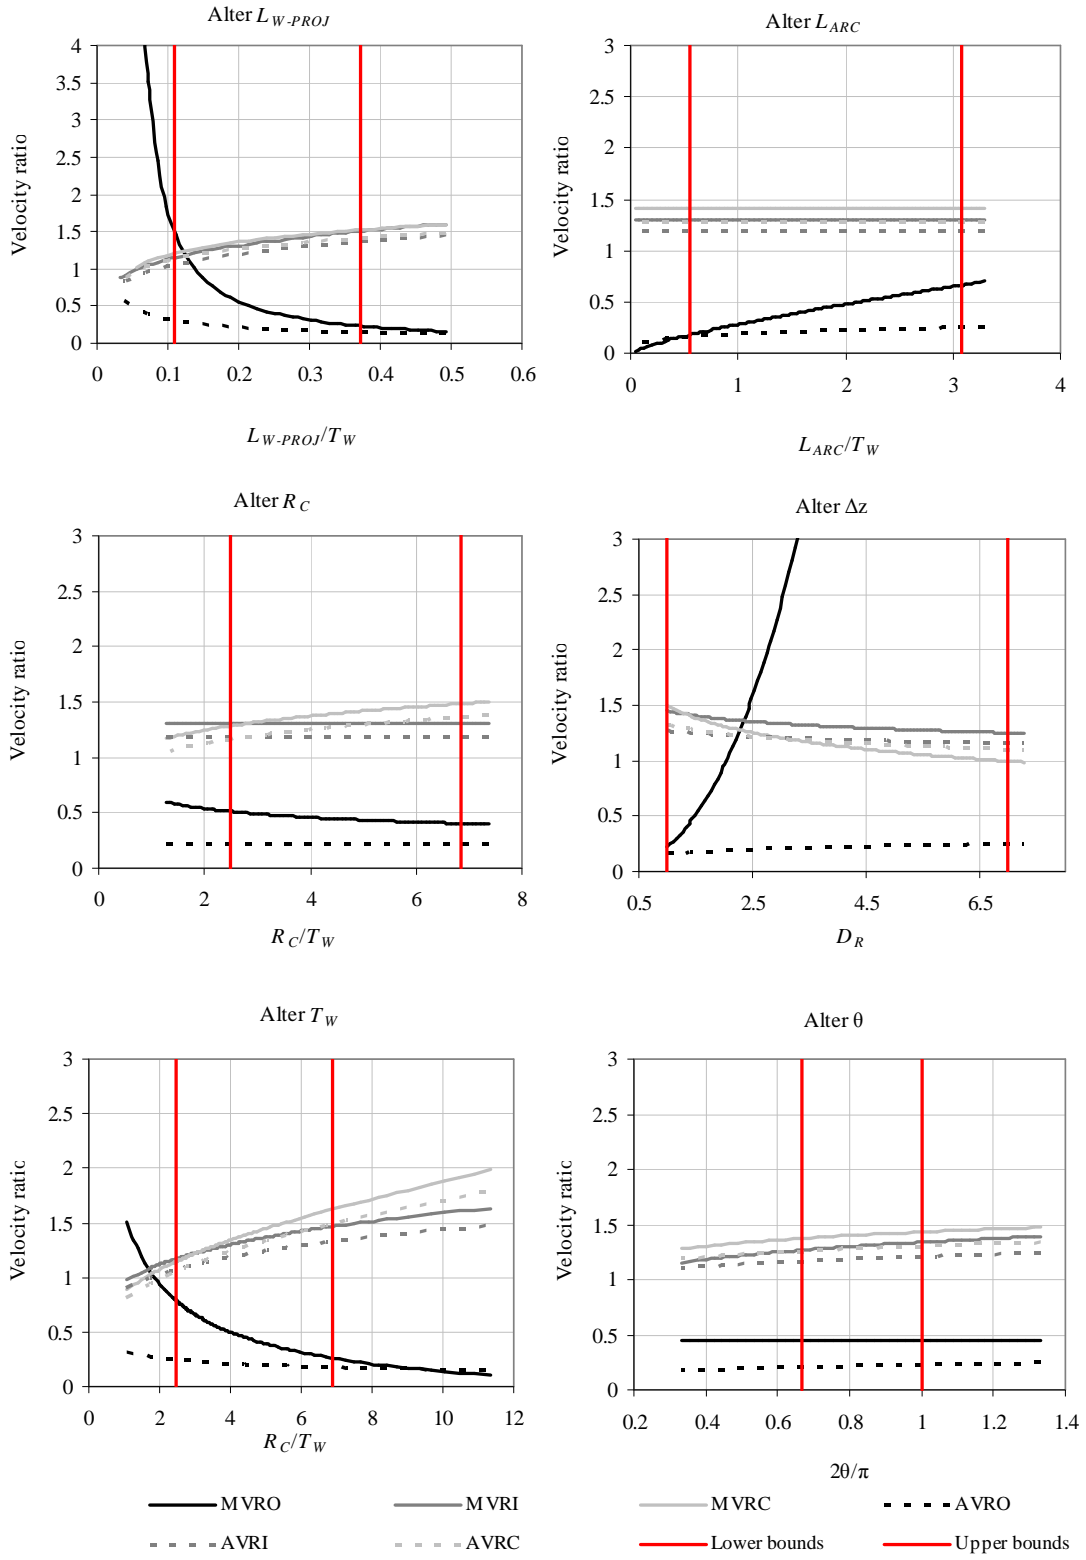 Alter L_W-PROJ
Velocity ratio
4
3.5
3
2.5
2
1.5
1
0.5
0
0 0.1 0.2 0.3 0.4 0.5 0.6
L_W-PROJ/T_W
Alter L_ARC
Velocity ratio
3
2.5
2
1.5
1
0.5
0
0 1 2 3 4
L_ARC/T_W
Alter R_C
Velocity ratio
3
2.5
2
1.5
1
0.5
0
0 2 4 6 8
R_C/T_W
Alter Δz
Velocity ratio
3
2.5
2
1.5
1
0.5
0
0.5 2.5 4.5 6.5
D_R
Alter T_W
Velocity ratio
3
2.5
2
1.5
1
0.5
0
0 2 4 6 8 10 12
R_C/T_W
Alter θ
Velocity ratio
3
2.5
2
1.5
1
0.5
0
0.2 0.4 0.6 0.8 1 1.2 1.4
2θ/π
MVRO MVRI MVRC AVRO
AVRI AVRC Lower bounds Upper bounds